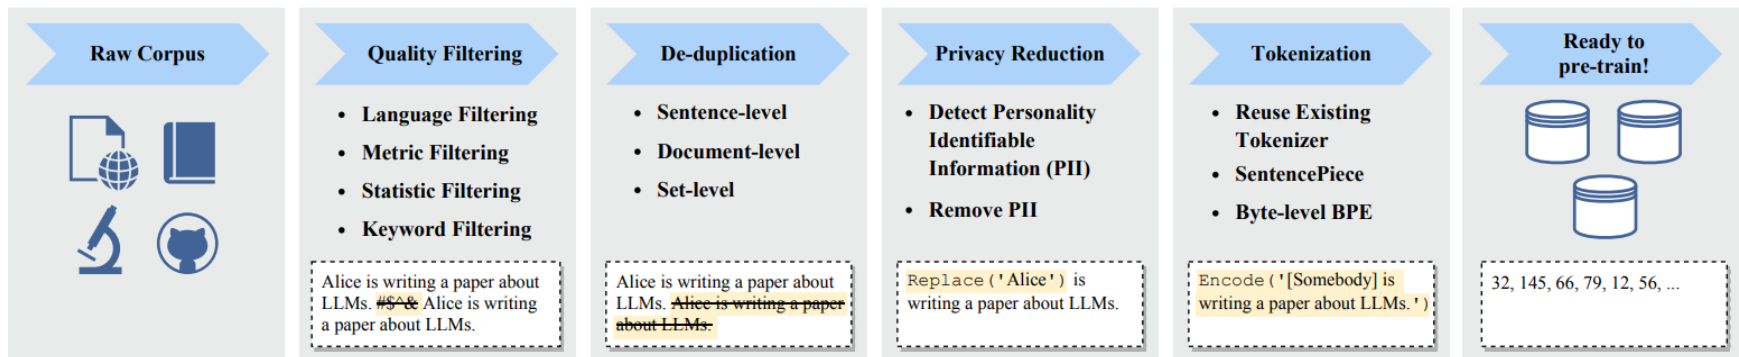 Raw Corpus
Quality Filtering
• Language Filtering
• Metric Filtering
• Statistic Filtering
• Keyword Filtering
Alice is writing a paper about
LLMs. #$^& Alice is writing
a paper about LLMs.
De-duplication
• Sentence-level
• Document-level
• Set-level
Alice is writing a paper about
LLMs. Alice is writing a paper
about LLMs.
Privacy Reduction
• Detect Personality
Identifiable
Information (PII)
• Remove PII
Replace('Alice') is
writing a paper about LLMs.
Tokenization
• Reuse Existing
Tokenizer
• SentencePiece
• Byte-level BPE
Encode('[Somebody] is
writing a paper about LLMs.')
Ready to
pre-train!
32, 145, 66, 79, 12, 56, ...